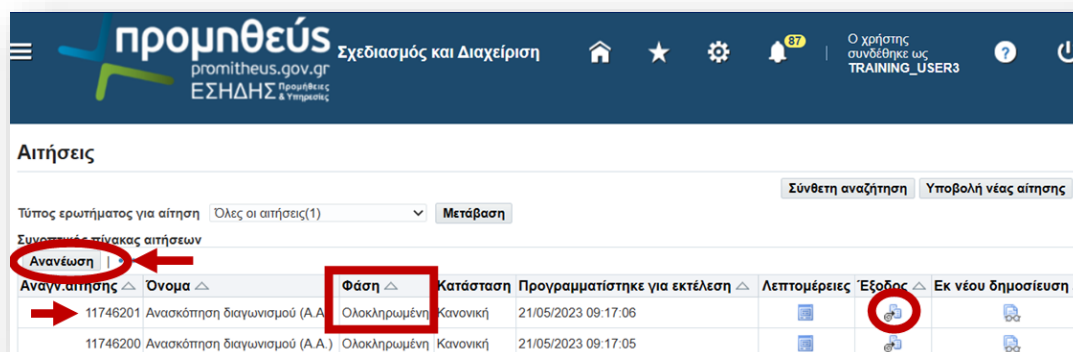 προμηθεύs
promitheus.gov.gr
ΕΣΗΔΗΣ Προμήθειες & Υπηρεσίες
Σχεδιασμός και Διαχείριση
87
Ο χρήστης
συνδέθηκε ως
TRAINING_USER3
?
Αιτήσεις
Σύνθετη αναζήτηση Υποβολή νέας αίτησης
Τύπος ερωτήματος για αίτηση Όλες οι αιτήσεις(1) Μετάβαση
Συνοπτικός πίνακας αιτήσεων
Ανανέωση |
Αναγν.αίτησης Όνομα Φάση Κατάσταση Προγραμματίστηκε για εκτέλεση Λεπτομέρειες Έξοδος Εκ νέου δημοσίευση
11746201 Ανασκόπηση διαγωνισμού (Α.Α. Ολοκληρωμένη Κανονική 21/05/2023 09:17:06
11746200 Ανασκόπηση διαγωνισμού (Α.Α.) Ολοκληρωμένη Κανονική 21/05/2023 09:17:05